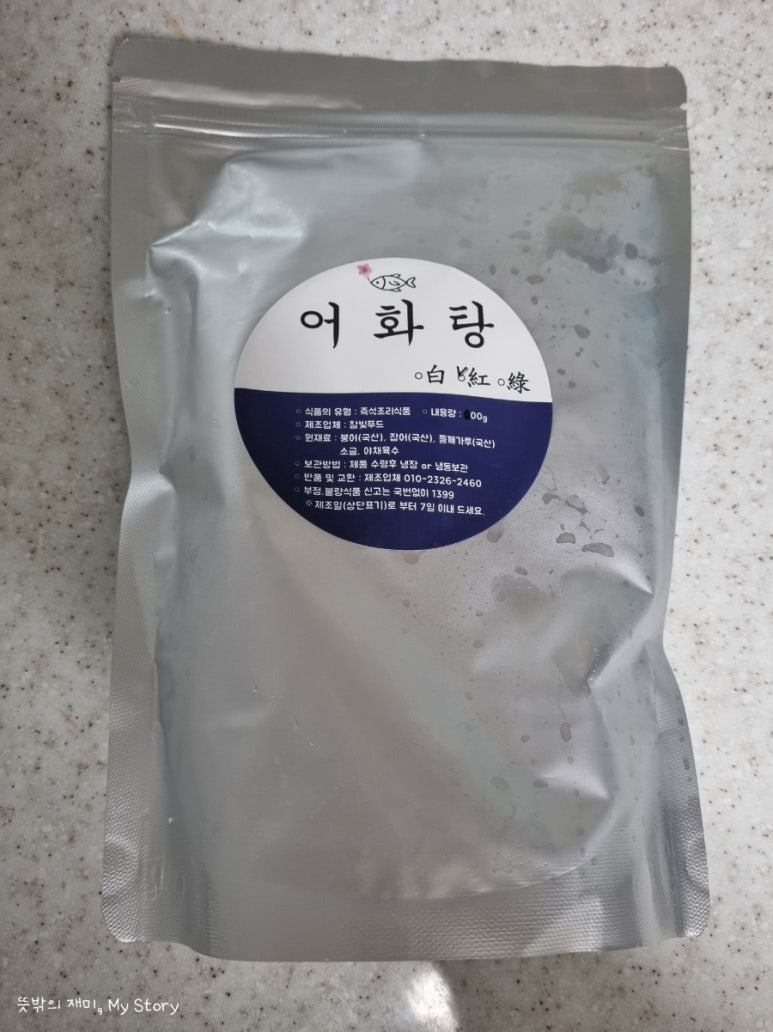 어화탕
○白 ○紅 ○綠
○ 식품의 유형 : 즉석조리식품 ○ 내용량 : 00g
○ 제조업체 : 참빛푸드
○ 원재료 : 붕어(국산), 잡어(국산), 들깨가루(국산)
소금, 야채육수
○ 보관방법 : 제품 수령후 냉장 or 냉동보관
○ 반품 및 교환 : 제조업체 010-2326-2460
○ 부정,불량식품 신고는 국번없이 1399
※ 제조일(상단표기)로 부터 7일 이내 드세요.
뜻밖의 재미, My Story